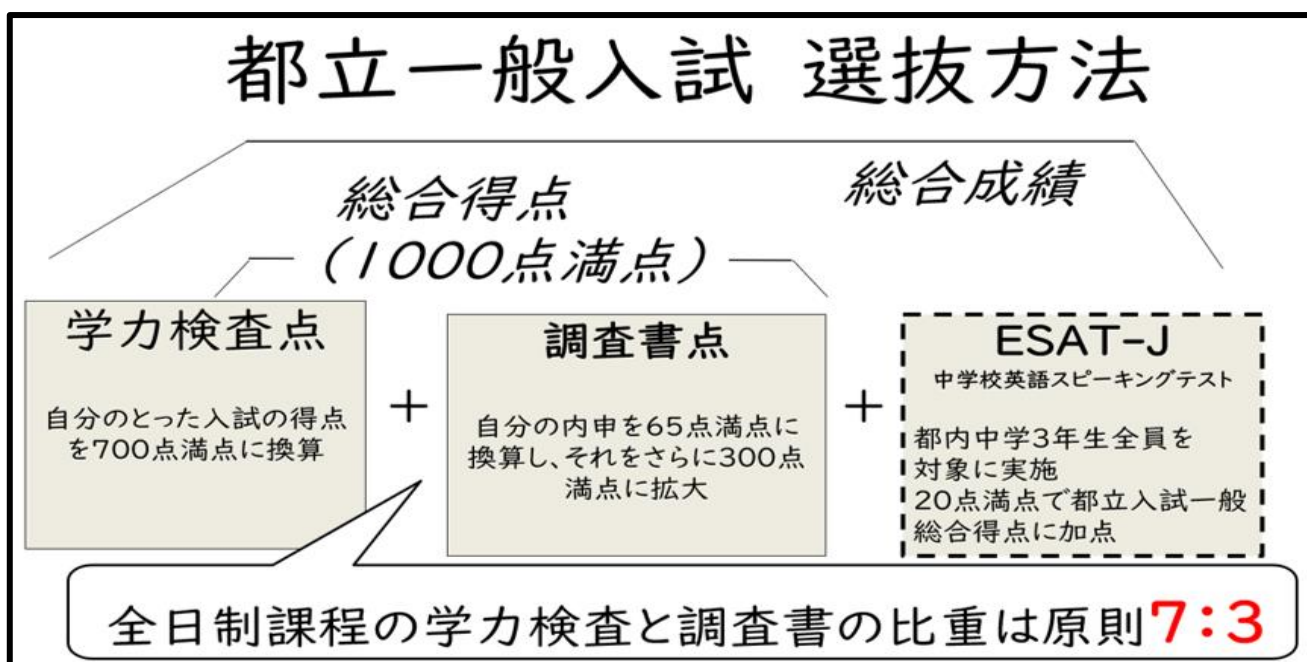 都立一般入試 選抜方法
総合得点
(1000点満点)
総合成績
学力検査点
自分のとった入試の得点
を700点満点に換算
+
調査書点
自分の内申を65点満点に
換算し、それをさらに300点
満点に拡大
+
ESAT-J
中学校英語スピーキングテスト
都内中学3年生全員を
対象に実施
20点満点で都立入試一般
総合得点に加点
全日制課程の学力検査と調査書の比重は原則7:3